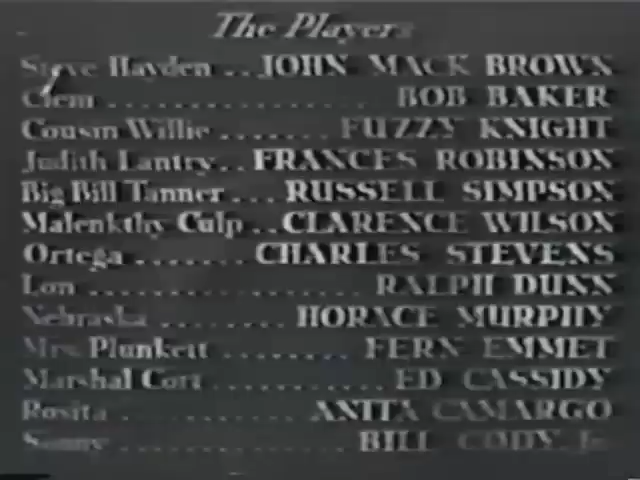 The Players
Steve Hayden .. JOHN MACK BROWN
Clem .................. BOB BAKER
Cousin Willie ....... FUZZY KNIGHT
Judith Lantry .. FRANCES ROBINSON
Big Bill Tanner ... RUSSELL SIMPSON
Malenkthy Culp .. CLARENCE WILSON
Ortega ....... CHARLES STEVENS
Lon ................. RALPH DUNN
Nebraska ........ HORACE MURPHY
Mrs. Plunkett ........ FERN EMMET
Marshal Cort ........... ED CASSIDY
Rosita ............ ANITA CAMARGO
Sonny ............... BILL CODY, Jr.